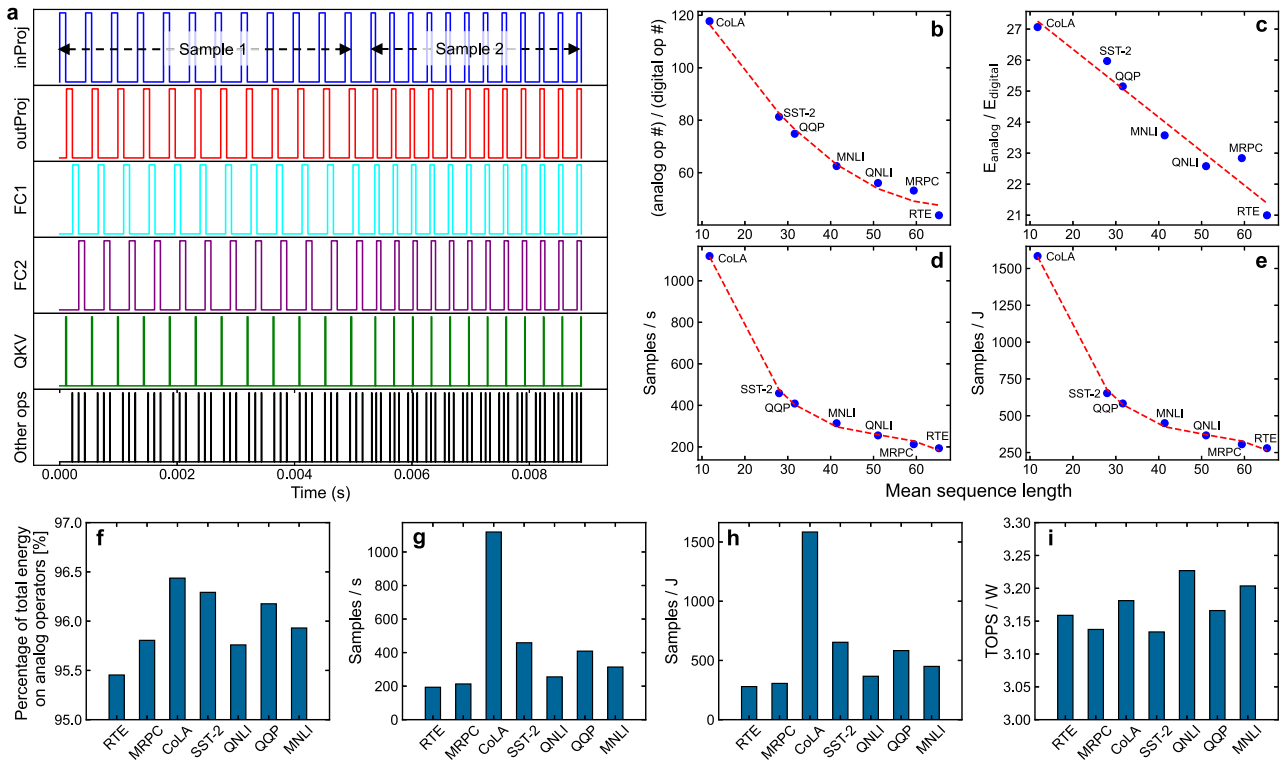 a
inProj
Sample 1
Sample 2
outProj
FC1
FC2
QKV
Other ops
0.000
0.002
0.004
0.006
0.008
Time (s)
b
(analog op #) / (digital op #)
120
100
80
60
CoLA
SST-2
QQP
MNLI
QNLI
MRPC
RTE
10 20 30 40 50 60
c
E_analog / E_digital
27
26
25
24
23
22
21
CoLA
SST-2
QQP
MNLI
MRPC
QNLI
RTE
10 20 30 40 50 60
d
Samples / s
1000
800
600
400
200
CoLA
SST-2
QQP
MNLI
QNLI
RTE
MRPC
10 20 30 40 50 60
e
Samples / J
1500
1250
1000
750
500
250
CoLA
SST-2
QQP
MNLI
QNLI
RTE
MRPC
10 20 30 40 50 60
Mean sequence length
f
Percentage of total energy
on analog operators [%]
97.0
96.5
96.0
95.5
95.0
RTE
MRPC
CoLA
SST-2
QNLI
QQP
MNLI
g
Samples / s
1000
800
600
400
200
0
RTE
MRPC
CoLA
SST-2
QNLI
QQP
MNLI
h
Samples / J
1500
1000
500
0
RTE
MRPC
CoLA
SST-2
QNLI
QQP
MNLI
i
TOPS / W
3.30
3.25
3.20
3.15
3.10
3.05
3.00
RTE
MRPC
CoLA
SST-2
QNLI
QQP
MNLI